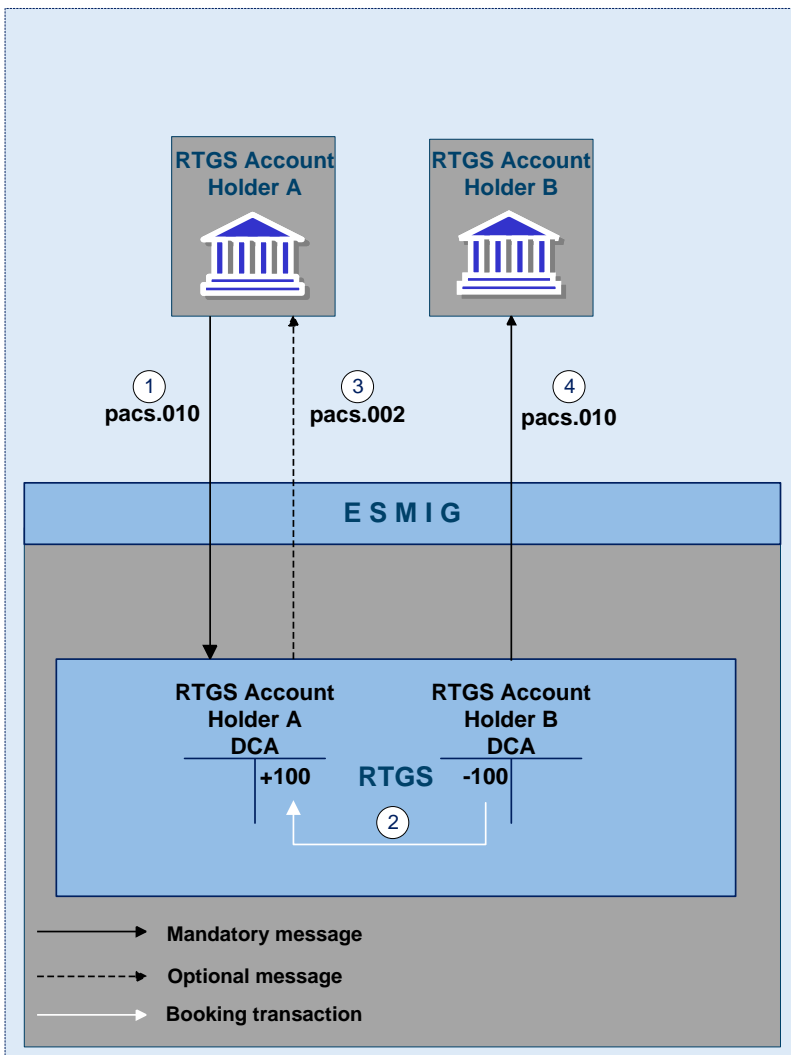 RTGS Account
Holder A
RTGS Account
Holder B
1
pacs.010
3
pacs.002
4
pacs.010
E S M I G
RTGS Account
Holder A
DCA
+100
RTGS
RTGS Account
Holder B
DCA
-100
2
Mandatory message
Optional message
Booking transaction